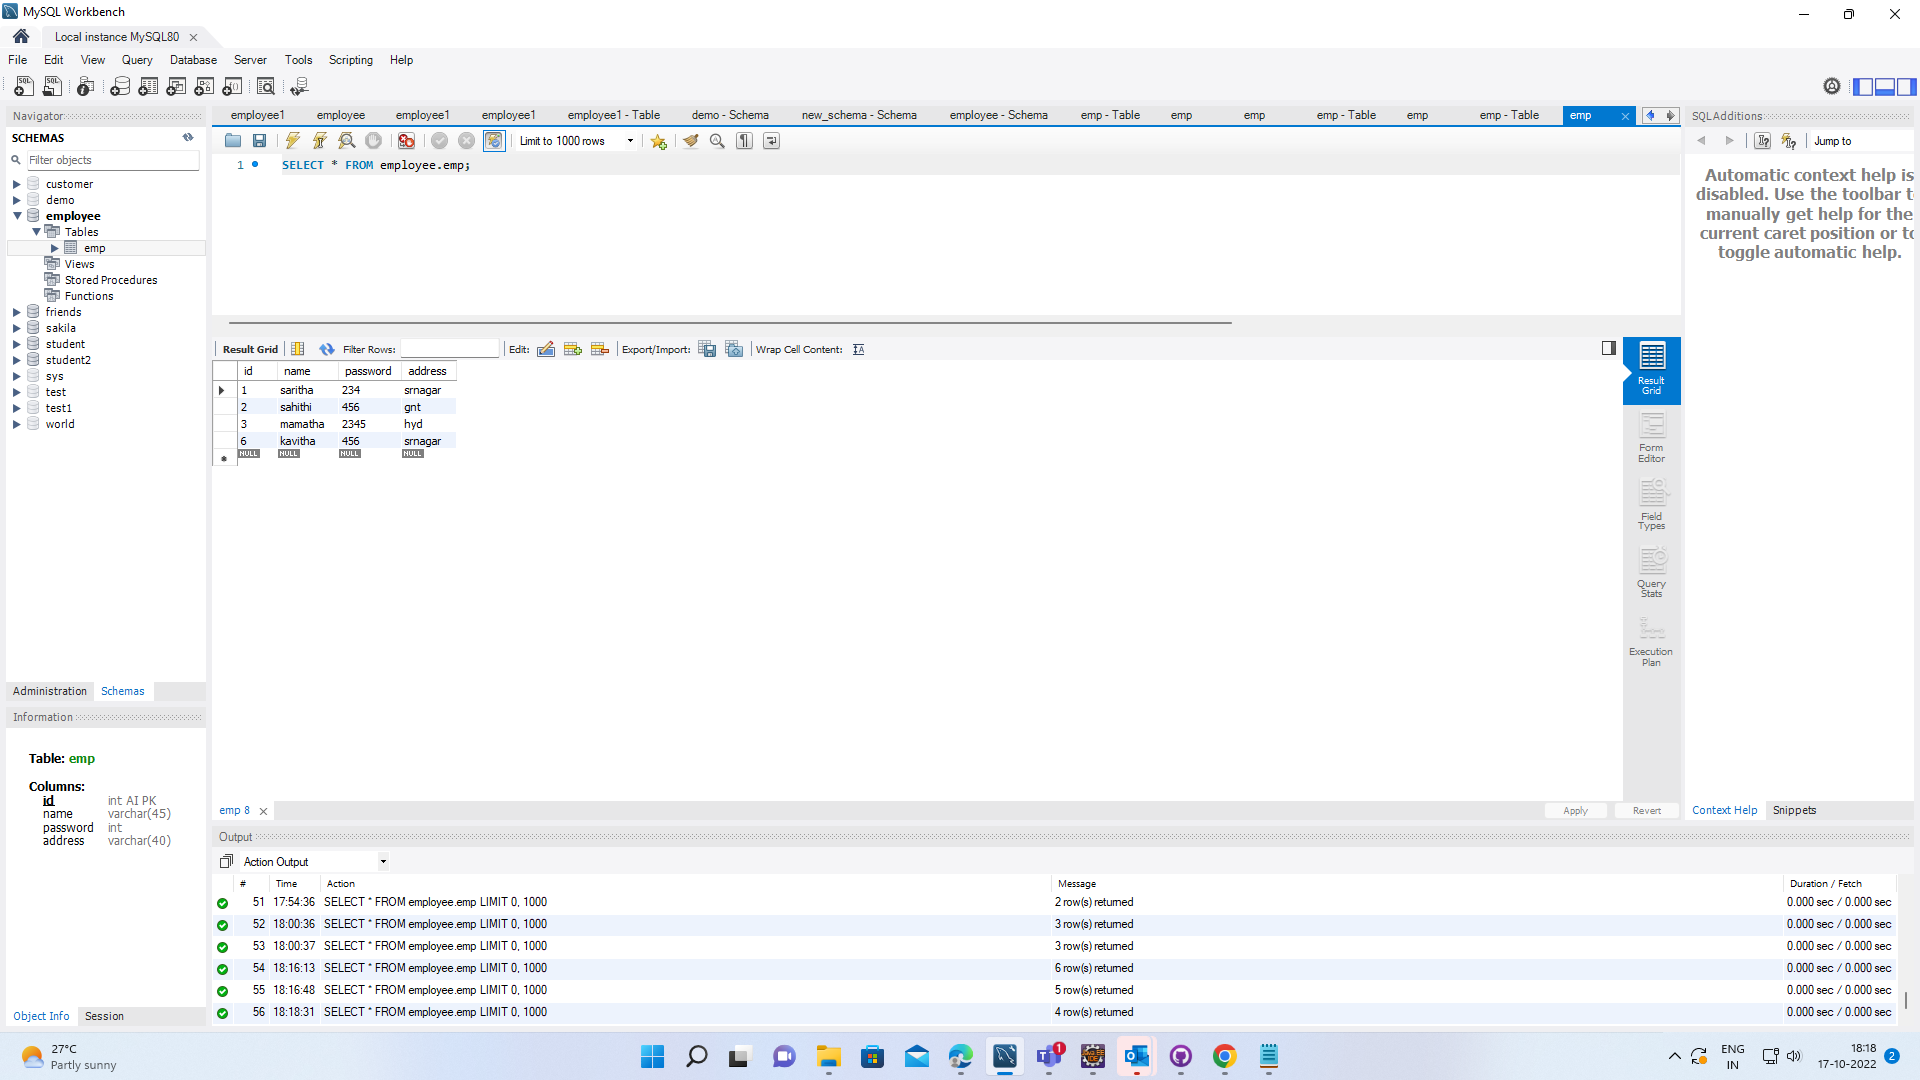 MySQL Workbench
Local instance MySQL80
File Edit View Query Database Server Tools Scripting Help
Navigator
SCHEMAS
Filter objects
customer
demo
employee
Tables
emp
Views
Stored Procedures
Functions
friends
sakila
student
student2
sys
test
test1
world
Administration Schemas
Information
Table: emp
Columns:
id int AI PK
name varchar(45)
password int
address varchar(40)
Object Info Session
employee1 employee employee1 employee1 employee1 - Table demo - Schema new_schema - Schema employee - Schema emp - Table emp emp emp - Table emp emp - Table emp
Limit to 1000 rows
1 SELECT * FROM employee.emp;
Result Grid Filter Rows: Edit: Export/Import: Wrap Cell Content:
id name password address
1 saritha 234 srnagar
2 sahithi 456 gnt
3 mamatha 2345 hyd
6 kavitha 456 srnagar
NULL NULL NULL NULL
Result
Grid
Form
Editor
Field
Types
Query
Stats
Execution
Plan
emp 8
Apply Revert
SQLAdditions
Jump to
Automatic context help is
disabled. Use the toolbar t
manually get help for the
current caret position or to
toggle automatic help.
Context Help Snippets
Output
Action Output
# Time Action Message Duration / Fetch
51 17:54:36 SELECT * FROM employee.emp LIMIT 0, 1000 2 row(s) returned 0.000 sec / 0.000 sec
52 18:00:36 SELECT * FROM employee.emp LIMIT 0, 1000 3 row(s) returned 0.000 sec / 0.000 sec
53 18:00:37 SELECT * FROM employee.emp LIMIT 0, 1000 3 row(s) returned 0.000 sec / 0.000 sec
54 18:16:13 SELECT * FROM employee.emp LIMIT 0, 1000 6 row(s) returned 0.000 sec / 0.000 sec
55 18:16:48 SELECT * FROM employee.emp LIMIT 0, 1000 5 row(s) returned 0.000 sec / 0.000 sec
56 18:18:31 SELECT * FROM employee.emp LIMIT 0, 1000 4 row(s) returned 0.000 sec / 0.000 sec
27°C
Partly sunny
1
ENG
IN
18:18
17-10-2022
2